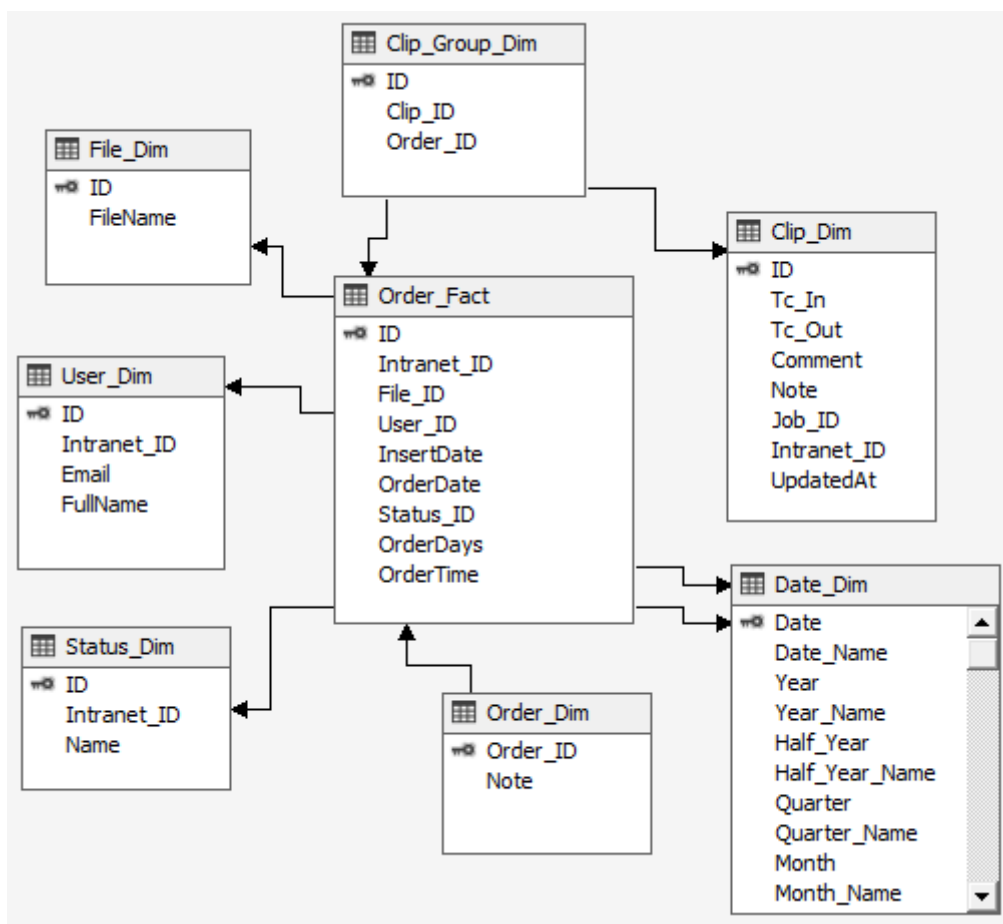 Clip_Group_Dim
ID
Clip_ID
Order_ID
File_Dim
ID
FileName
Clip_Dim
ID
Tc_In
Tc_Out
Comment
Note
Job_ID
Intranet_ID
UpdatedAt
Order_Fact
ID
Intranet_ID
File_ID
User_ID
InsertDate
OrderDate
Status_ID
OrderDays
OrderTime
User_Dim
ID
Intranet_ID
Email
FullName
Date_Dim
Date
Date_Name
Year
Year_Name
Half_Year
Half_Year_Name
Quarter
Quarter_Name
Month
Month_Name
Status_Dim
ID
Intranet_ID
Name
Order_Dim
Order_ID
Note